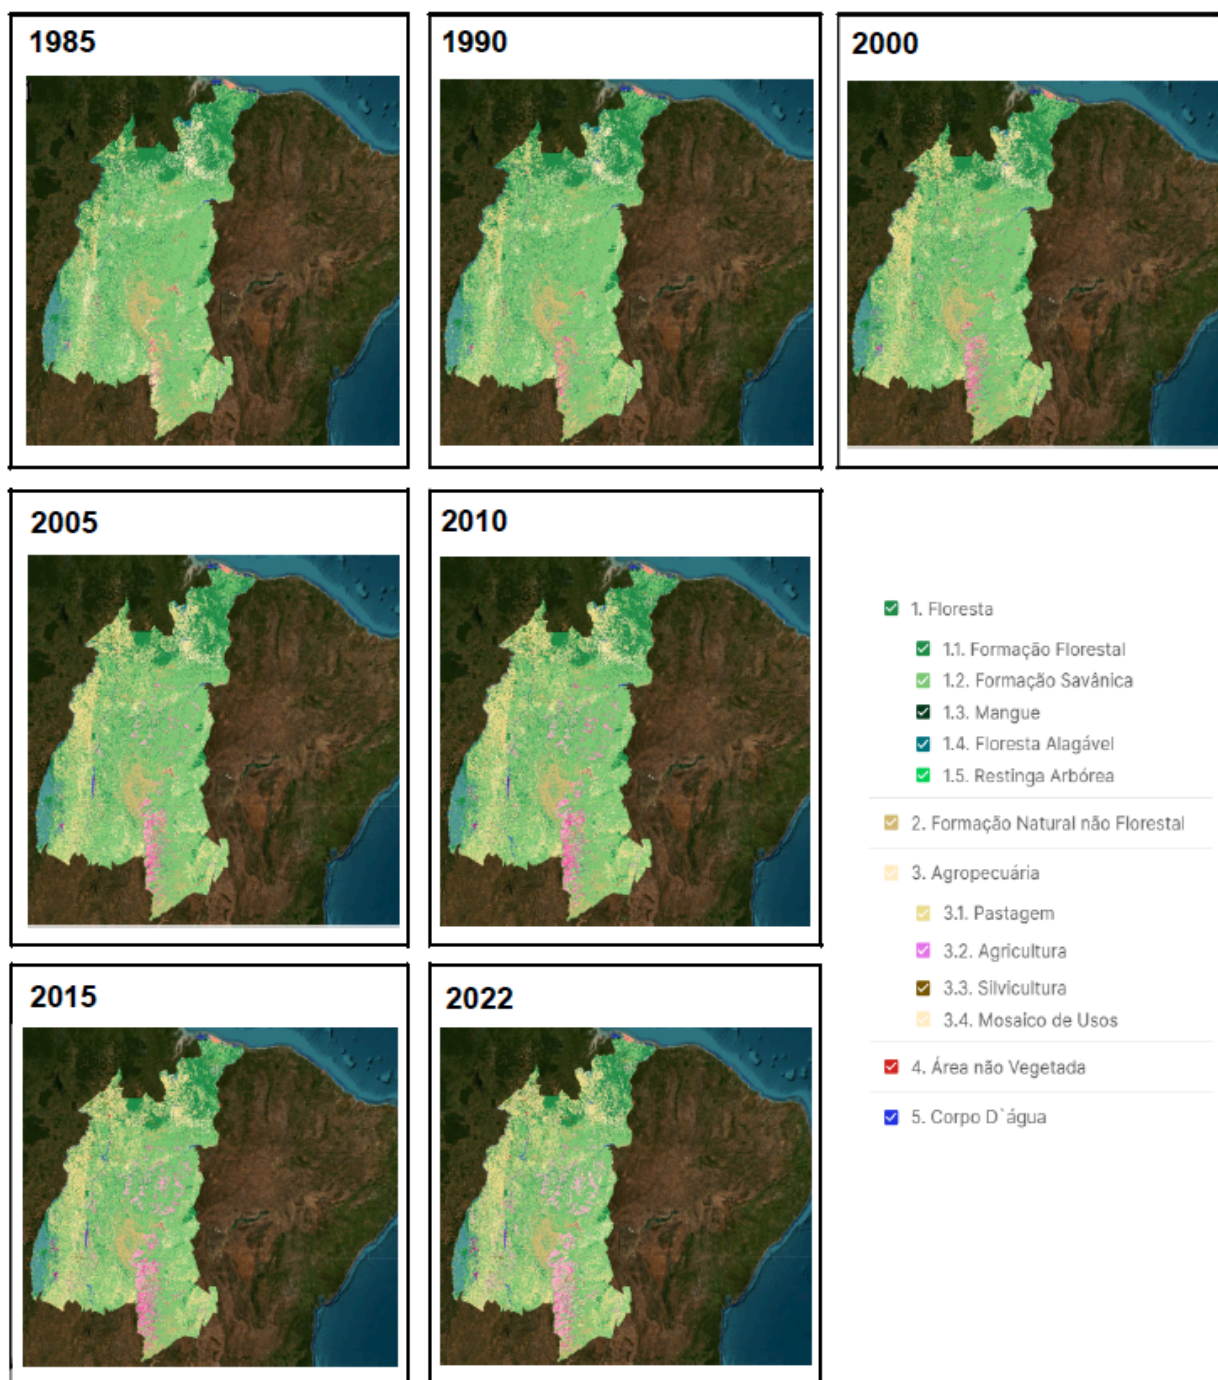 1985
1990
2000
2005
2010
1. Floresta
1.1. Formação Florestal
1.2. Formação Savânica
1.3. Mangue
1.4. Floresta Alagável
1.5. Restinga Arbórea
2. Formação Natural não Florestal
3. Agropecuária
3.1. Pastagem
3.2. Agricultura
3.3. Silvicultura
3.4. Mosaico de Usos
4. Área não Vegetada
5. Corpo D`água
2015
2022